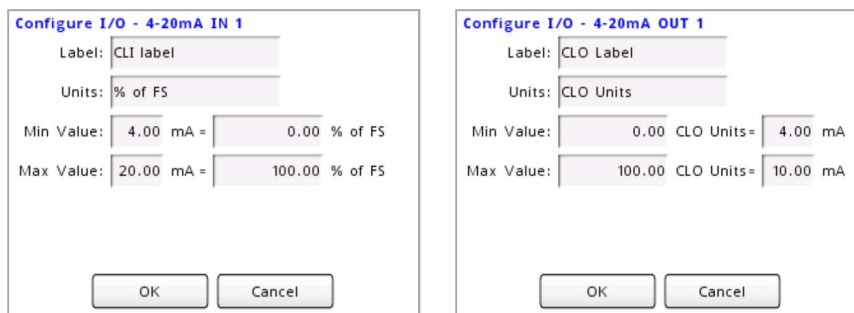 Configure I/O - 4-20mA IN 1
Label: CLI label
Units: % of FS
Min Value: 4.00 mA = 0.00 % of FS
Max Value: 20.00 mA = 100.00 % of FS
OK Cancel
Configure I/O - 4-20mA OUT 1
Label: CLO Label
Units: CLO Units
Min Value: 0.00 CLO Units= 4.00 mA
Max Value: 100.00 CLO Units= 10.00 mA
OK Cancel